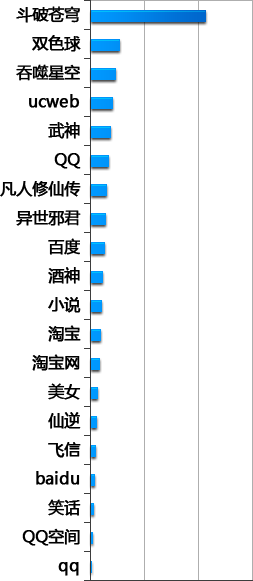 斗破苍穹
双色球
吞噬星空
ucweb
武神
QQ
凡人修仙传
异世邪君
百度
酒神
小说
淘宝
淘宝网
美女
仙逆
飞信
baidu
笑话
QQ空间
qq